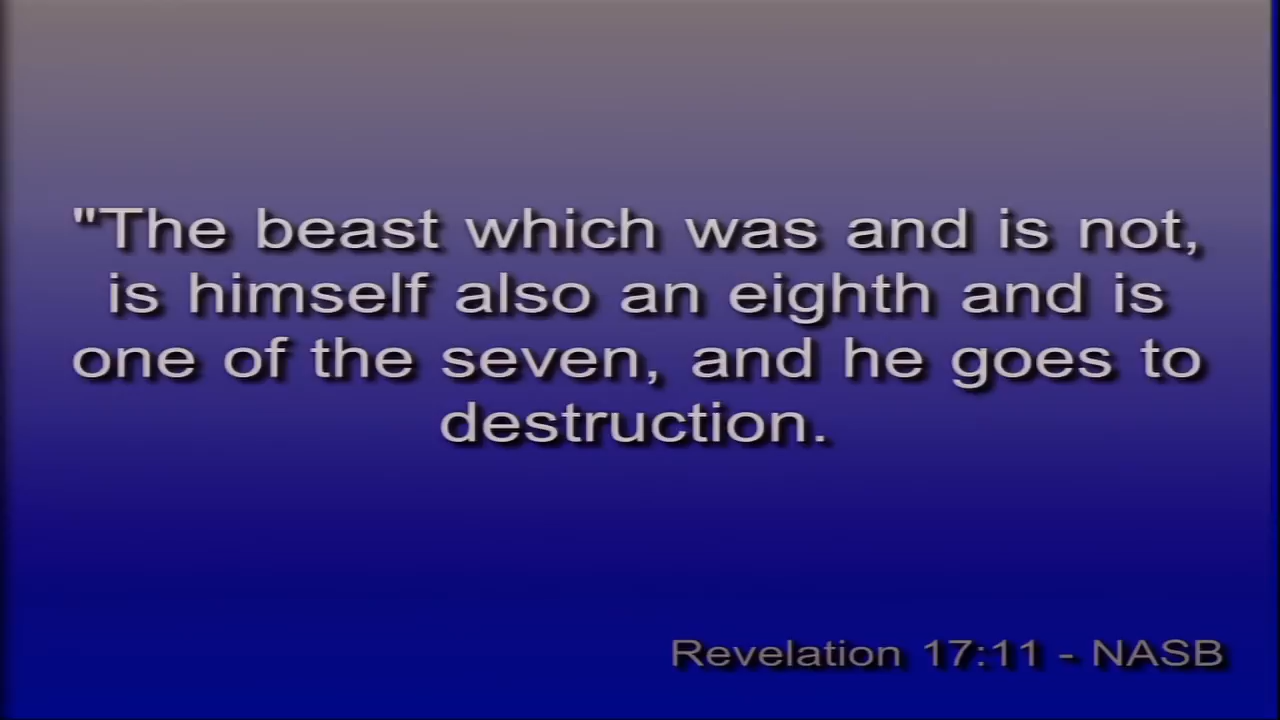 "The beast which was and is not,
is himself also an eighth and is
one of the seven, and he goes to
destruction.
Revelation 17:11 - NASB